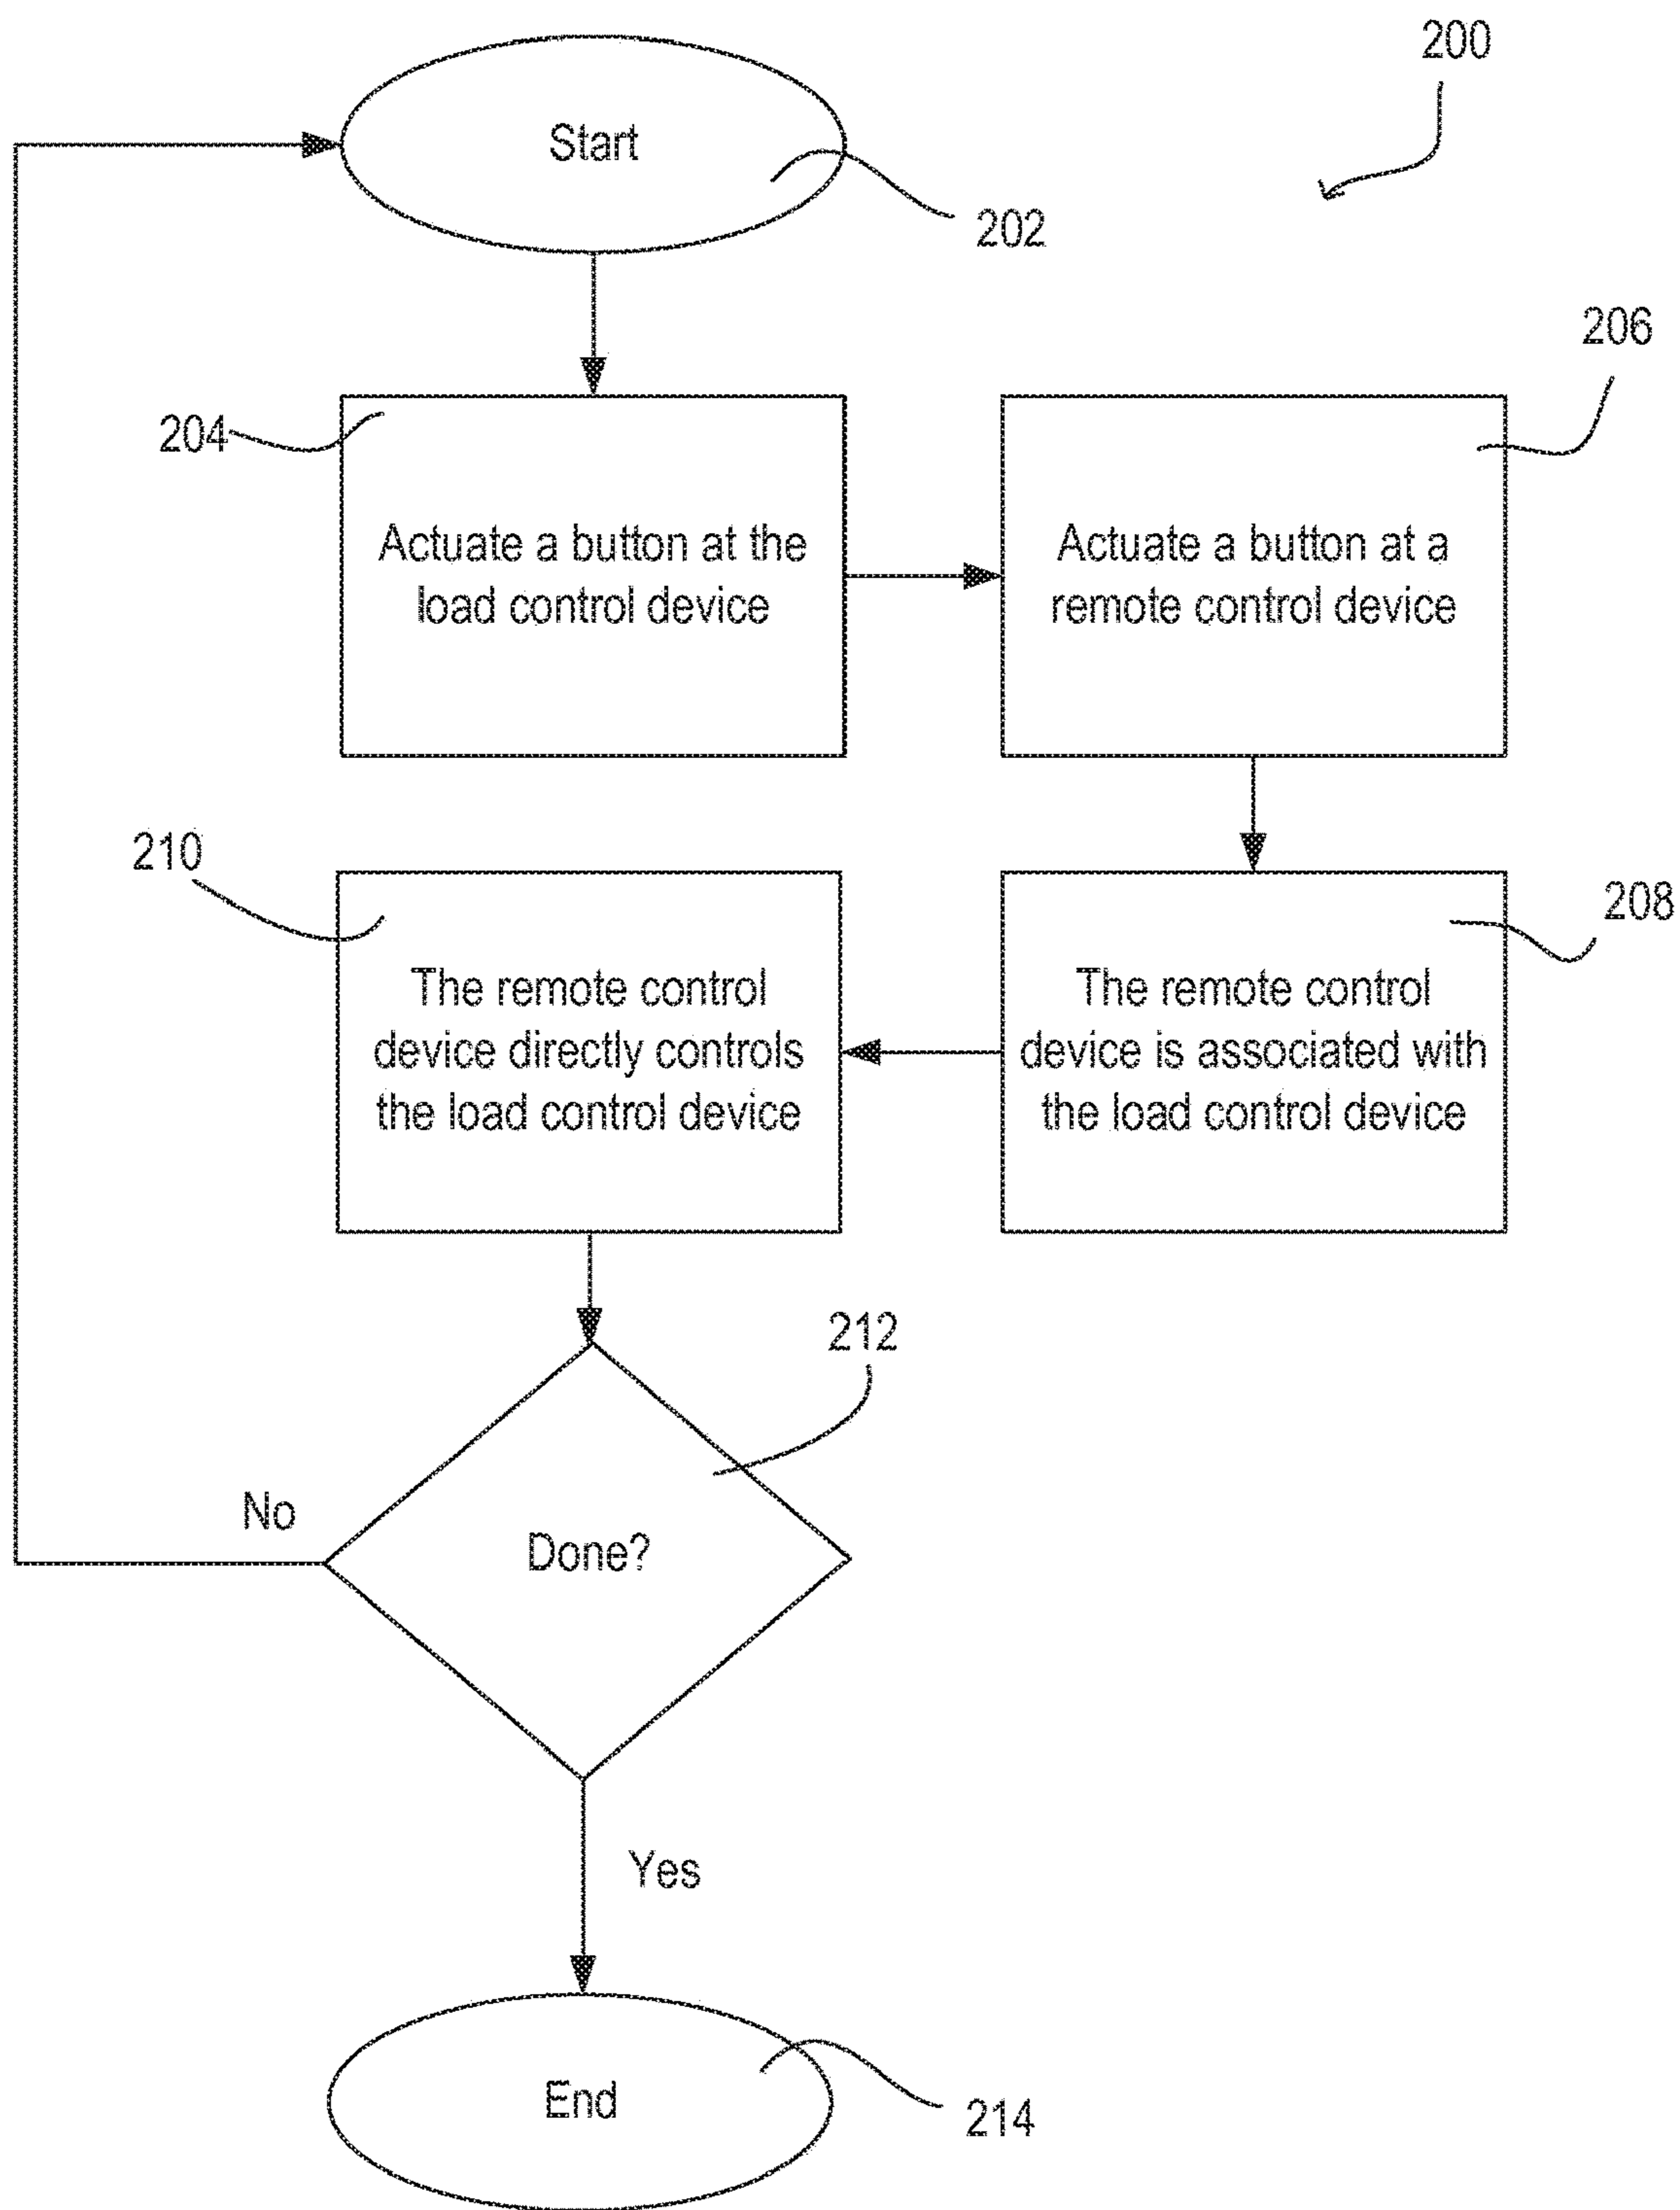 200
Start
202
206
204
Actuate a button at the
load control device
Actuate a button at a
remote control device
210
208
The remote control
device directly controls
the load control device
The remote control
device is associated with
the load control device
212
No
Done?
Yes
End
214